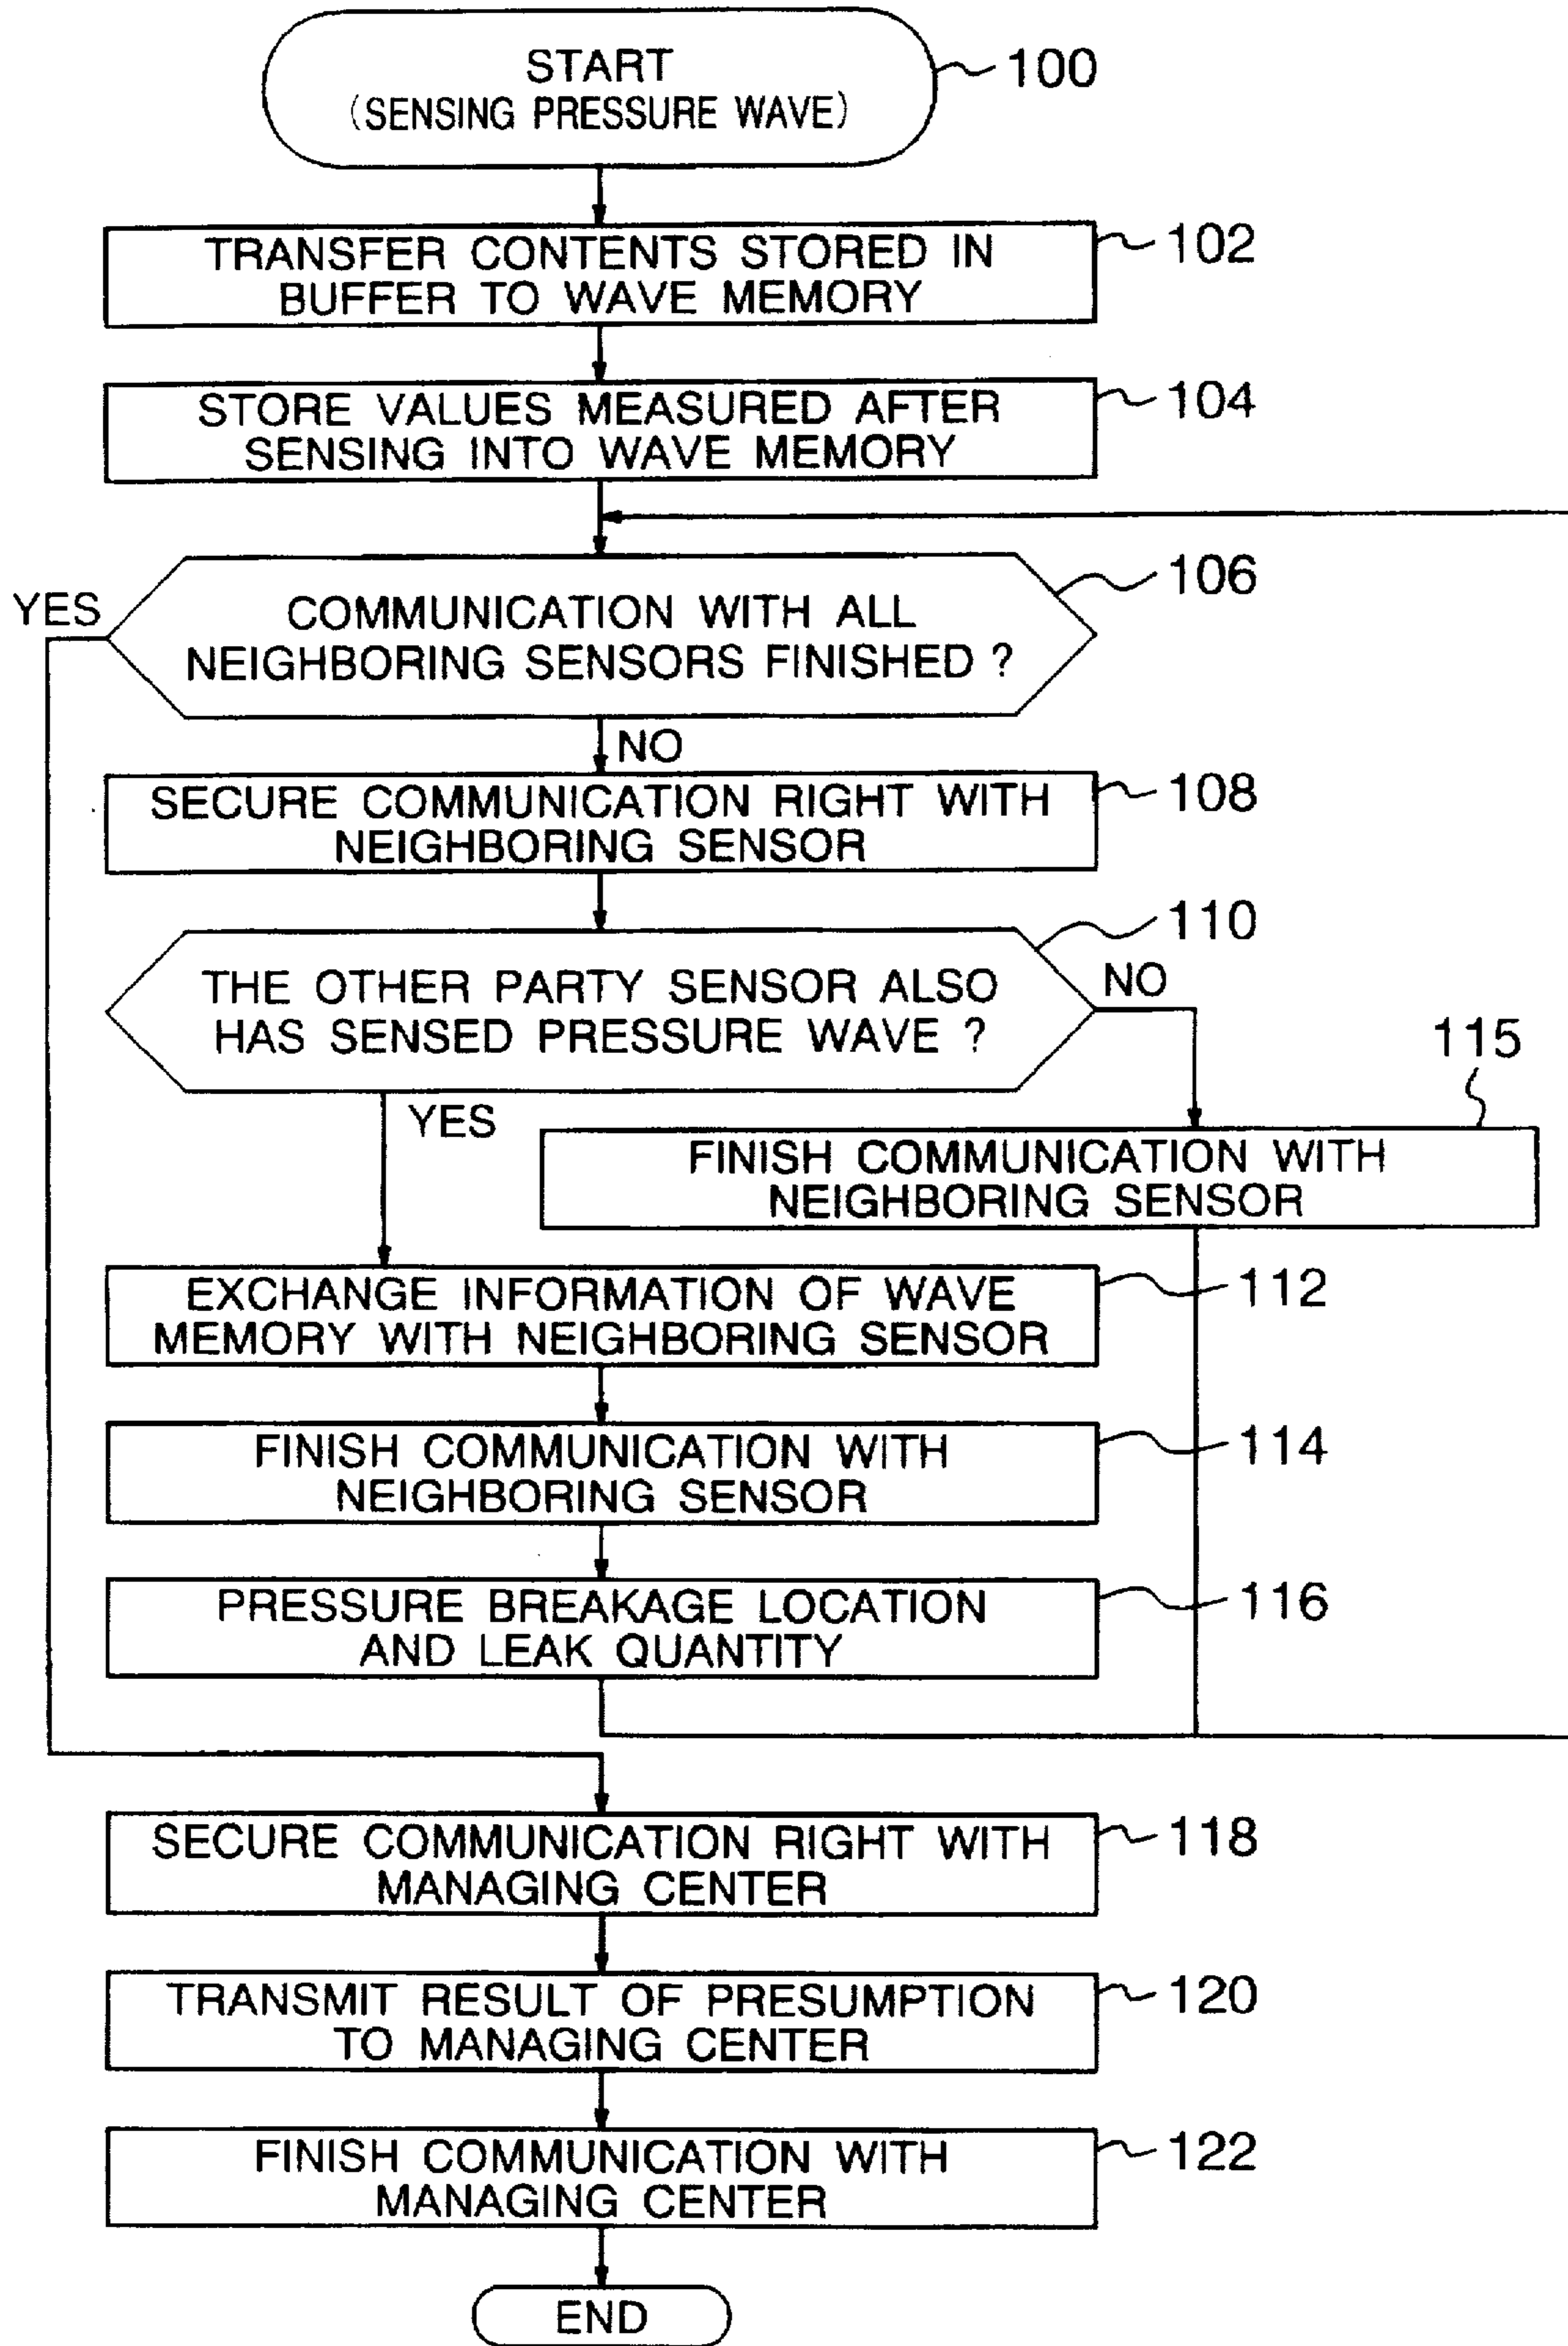 START
(SENSING PRESSURE WAVE)
100
TRANSFER CONTENTS STORED IN
BUFFER TO WAVE MEMORY
102
STORE VALUES MEASURED AFTER
SENSING INTO WAVE MEMORY
104
YES
COMMUNICATION WITH ALL
NEIGHBORING SENSORS FINISHED ?
106
NO
SECURE COMMUNICATION RIGHT WITH
NEIGHBORING SENSOR
108
THE OTHER PARTY SENSOR ALSO
HAS SENSED PRESSURE WAVE ?
110
NO
YES
115
FINISH COMMUNICATION WITH
NEIGHBORING SENSOR
EXCHANGE INFORMATION OF WAVE
MEMORY WITH NEIGHBORING SENSOR
112
FINISH COMMUNICATION WITH
NEIGHBORING SENSOR
114
PRESSURE BREAKAGE LOCATION
AND LEAK QUANTITY
116
SECURE COMMUNICATION RIGHT WITH
MANAGING CENTER
118
TRANSMIT RESULT OF PRESUMPTION
TO MANAGING CENTER
120
FINISH COMMUNICATION WITH
MANAGING CENTER
122
END